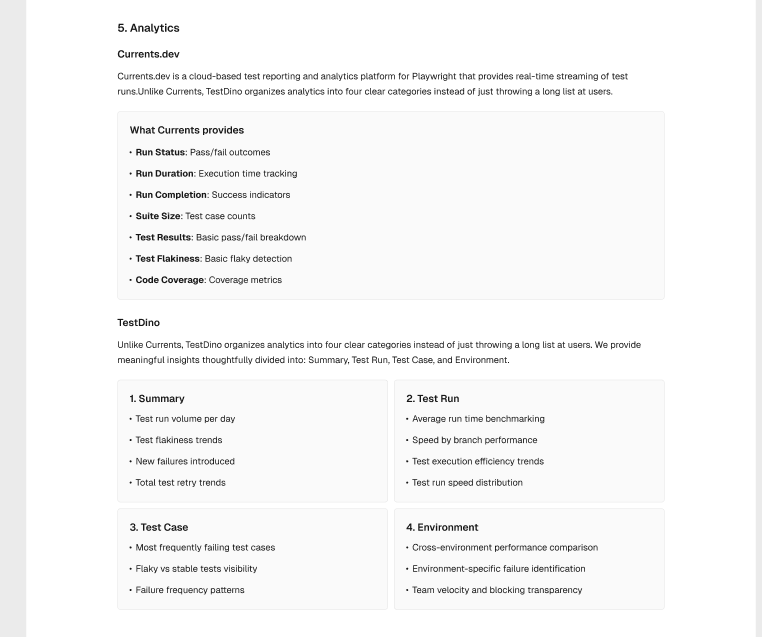 5. Analytics
Currents.dev
Currents.dev is a cloud-based test reporting and analytics platform for Playwright that provides real-time streaming of test
runs.Unlike Currents, TestDino organizes analytics into four clear categories instead of just throwing a long list at users.
What Currents provides
• Run Status: Pass/fail outcomes
• Run Duration: Execution time tracking
• Run Completion: Success indicators
• Suite Size: Test case counts
• Test Results: Basic pass/fail breakdown
• Test Flakiness: Basic flaky detection
• Code Coverage: Coverage metrics
TestDino
Unlike Currents, TestDino organizes analytics into four clear categories instead of just throwing a long list at users. We provide
meaningful insights thoughtfully divided into: Summary, Test Run, Test Case, and Environment.
1. Summary
• Test run volume per day
• Test flakiness trends
• New failures introduced
• Total test retry trends
2. Test Run
• Average run time benchmarking
• Speed by branch performance
• Test execution efficiency trends
• Test run speed distribution
3. Test Case
• Most frequently failing test cases
• Flaky vs stable tests visibility
• Failure frequency patterns
4. Environment
• Cross-environment performance comparison
• Environment-specific failure identification
• Team velocity and blocking transparency